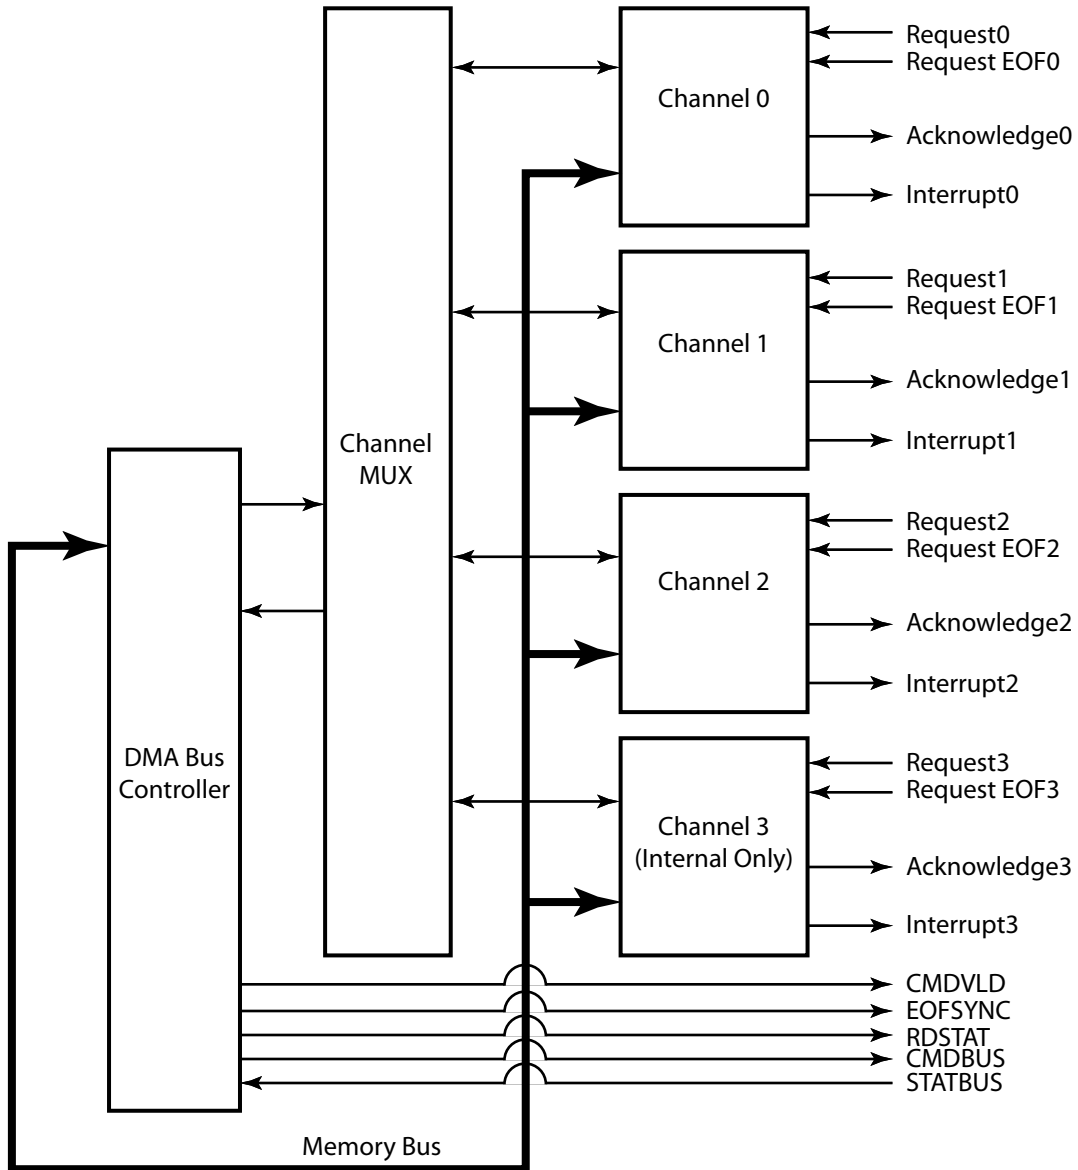 Request0
Request EOF0
Channel 0
Acknowledge0
Interrupt0
Request1
Request EOF1
Channel 1
Acknowledge1
Interrupt1
Channel
MUX
Request2
Request EOF2
Channel 2
Acknowledge2
Interrupt2
DMA Bus
Controller
Request3
Request EOF3
Channel 3
(Internal Only)
Acknowledge3
Interrupt3
CMDVLD
EOFSYNC
RDSTAT
CMDBUS
STATBUS
Memory Bus